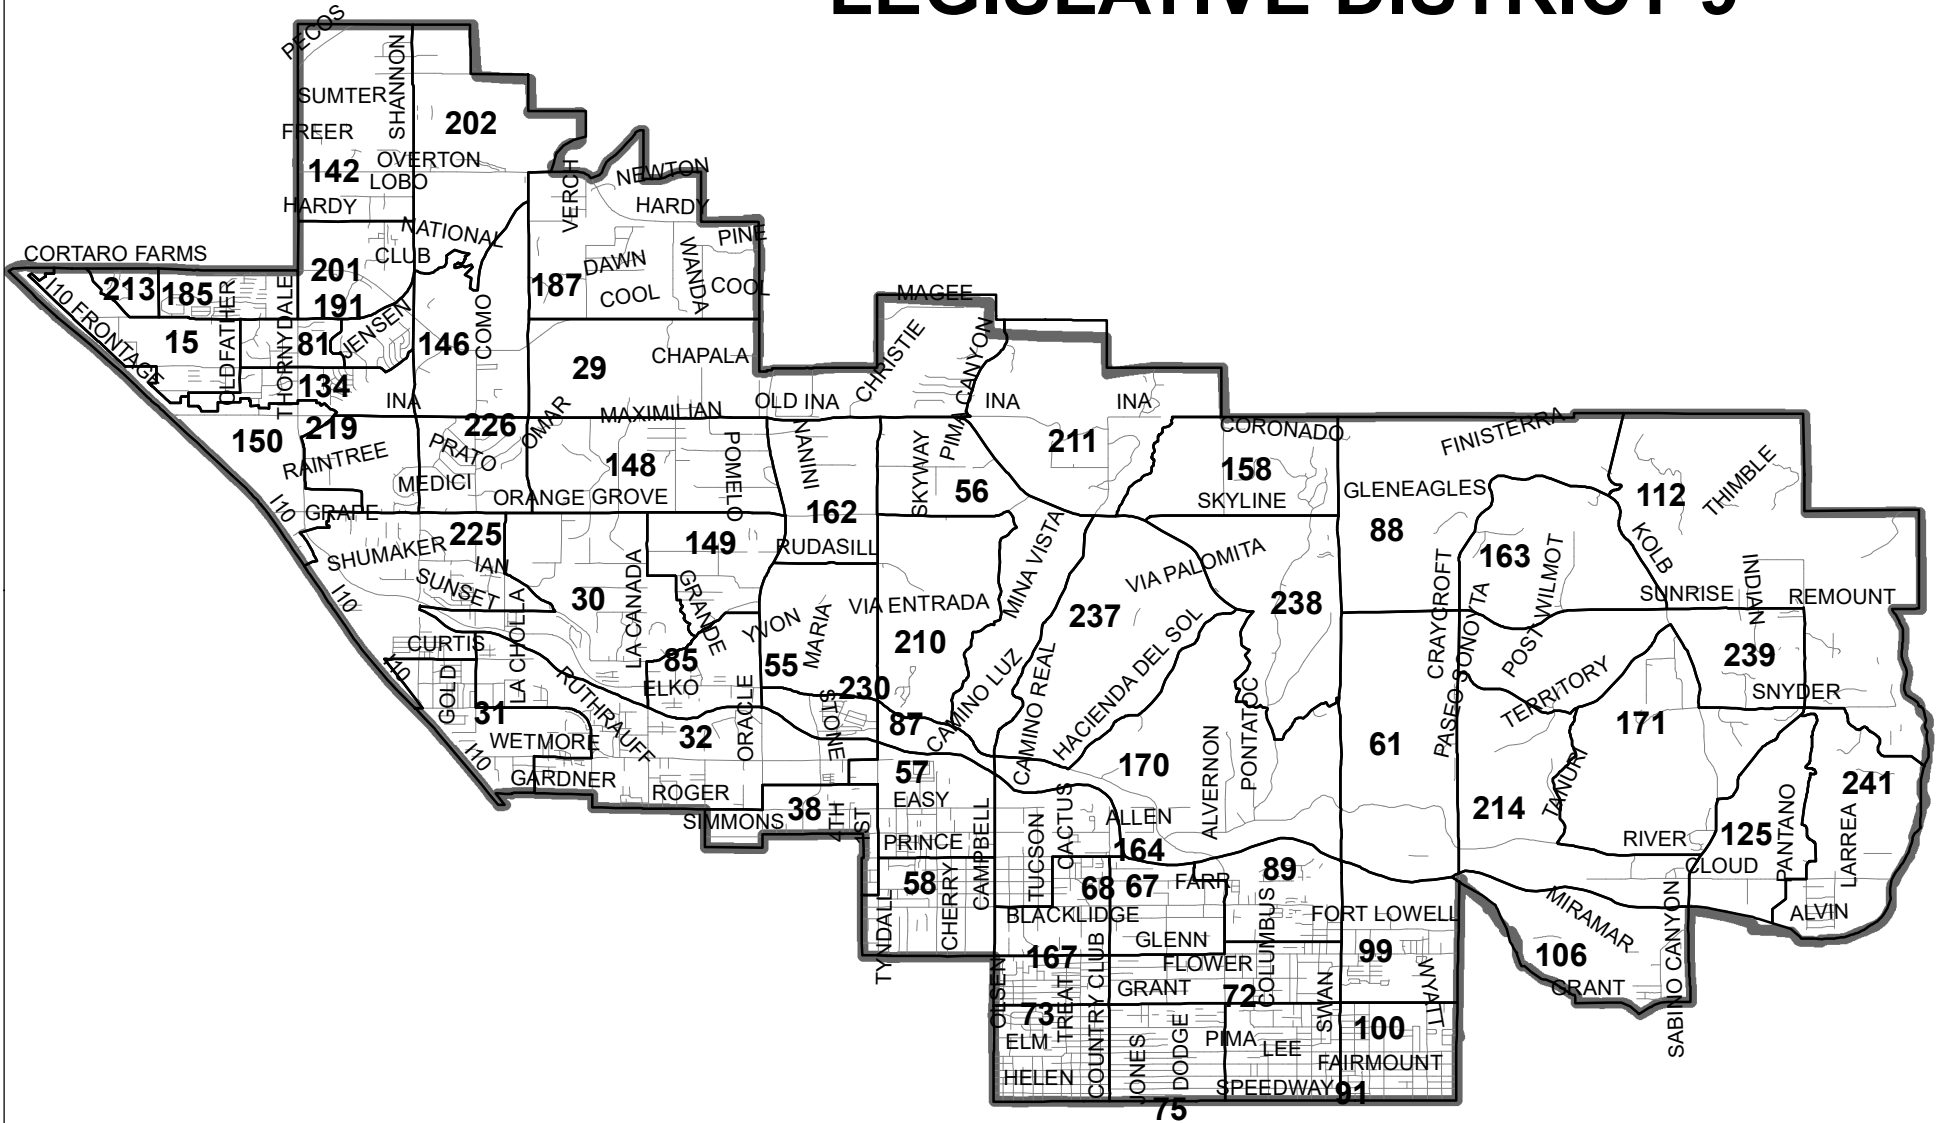 LEGISLATIVE DISTRICT 9
PECOS
SHANNON
SUMTER
202
FREER
OVERTON
142
LOBO
VERCH
NEWTON
HARDY
HARDY
NATIONAL
PINE
CORTARO FARMS
CLUB
201
DAWN
WANDA
I10 FRONTAGE
213
185
OLDFATHER
THORNYDALE
187
COOL
COOL
191
MAGEE
JENSEN
COMO
15
81
146
CHRISTIE
PIMA CANYON
29
CHAPALA
134
INA
OLD INA
INA
INA
MAXIMILIAN
226
OMAR
150
219
PRATO
POMELO
NANINI
SKYWAY
211
CORONADO
FINISTERRA
RAINTREE
148
158
THIMBLE
MEDICI
ORANGE GROVE
56
SKYLINE
GLENEAGLES
112
I10
GRAPE
162
88
225
149
RUDASILL
MINA VISTA
KOLB
SHUMAKER
IAN
LA CANADA
VIA PALOMITA
163
WILMOT
INDIAN
SUNSET
GRANDE
CRAYCROFT
I10
LA CHOLLA
30
YVON
MARIA
VIA ENTRADA
237
238
SUNRISE
REMOUNT
CURTIS
210
HACIENDA DEL SOL
PASEO SONOYTA
POST
I10
85
55
CAMINO LUZ
CAMINO REAL
239
GOLD
RUTHRAUFF
ELKO
230
PONTATOC
TERRITORY
SNYDER
31
ORACLE
STONE
87
171
WETMORE
32
ALVERNON
61
I10
57
170
TANURI
241
GARDNER
ROGER
EASY
CACTUS
214
PANTANO
SIMMONS
38
4TH
1ST
CAMPBELL
TUCSON
ALLEN
LARREA
PRINCE
164
RIVER
125
CLOUD
58
CHERRY
68
67
FARR
89
BLACKLIDGE
COLUMBUS
FORT LOWELL
MIRAMAR
SABINO CANYON
ALVIN
TYNDALL
GLENN
167
COUNTRY CLUB
FLOWER
99
106
OLSEN
TREAT
GRANT
72
SWAN
WYATT
GRANT
73
ELM
JONES
DODGE
PIMA
LEE
100
FAIRMOUNT
HELEN
SPEEDWAY
91
75